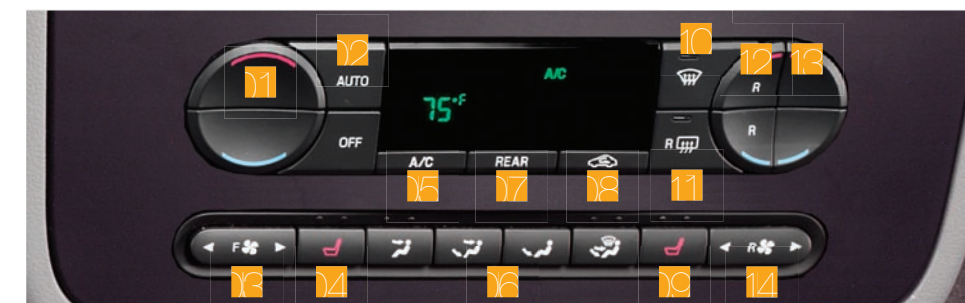 10
02 12 13
01 AUTO A/C R
75°F
OFF R R
A/C REAR
05 07 08 11
F R
03 04 06 09 14